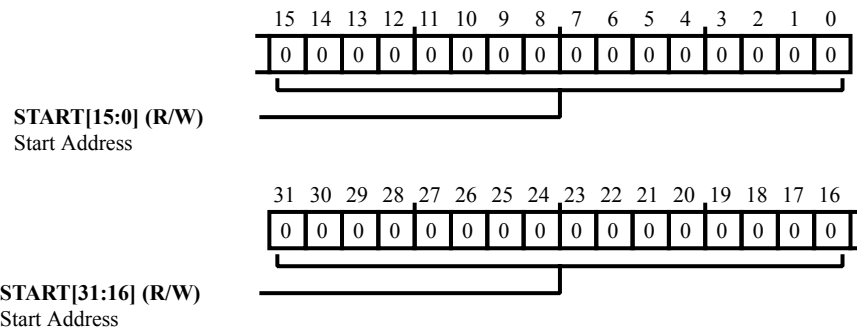 15 14 13 12 11 10 9 8 7 6 5 4 3 2 1 0
0 0 0 0 0 0 0 0 0 0 0 0 0 0 0 0
START[15:0] (R/W)
Start Address
31 30 29 28 27 26 25 24 23 22 21 20 19 18 17 16
0 0 0 0 0 0 0 0 0 0 0 0 0 0 0 0
START[31:16] (R/W)
Start Address